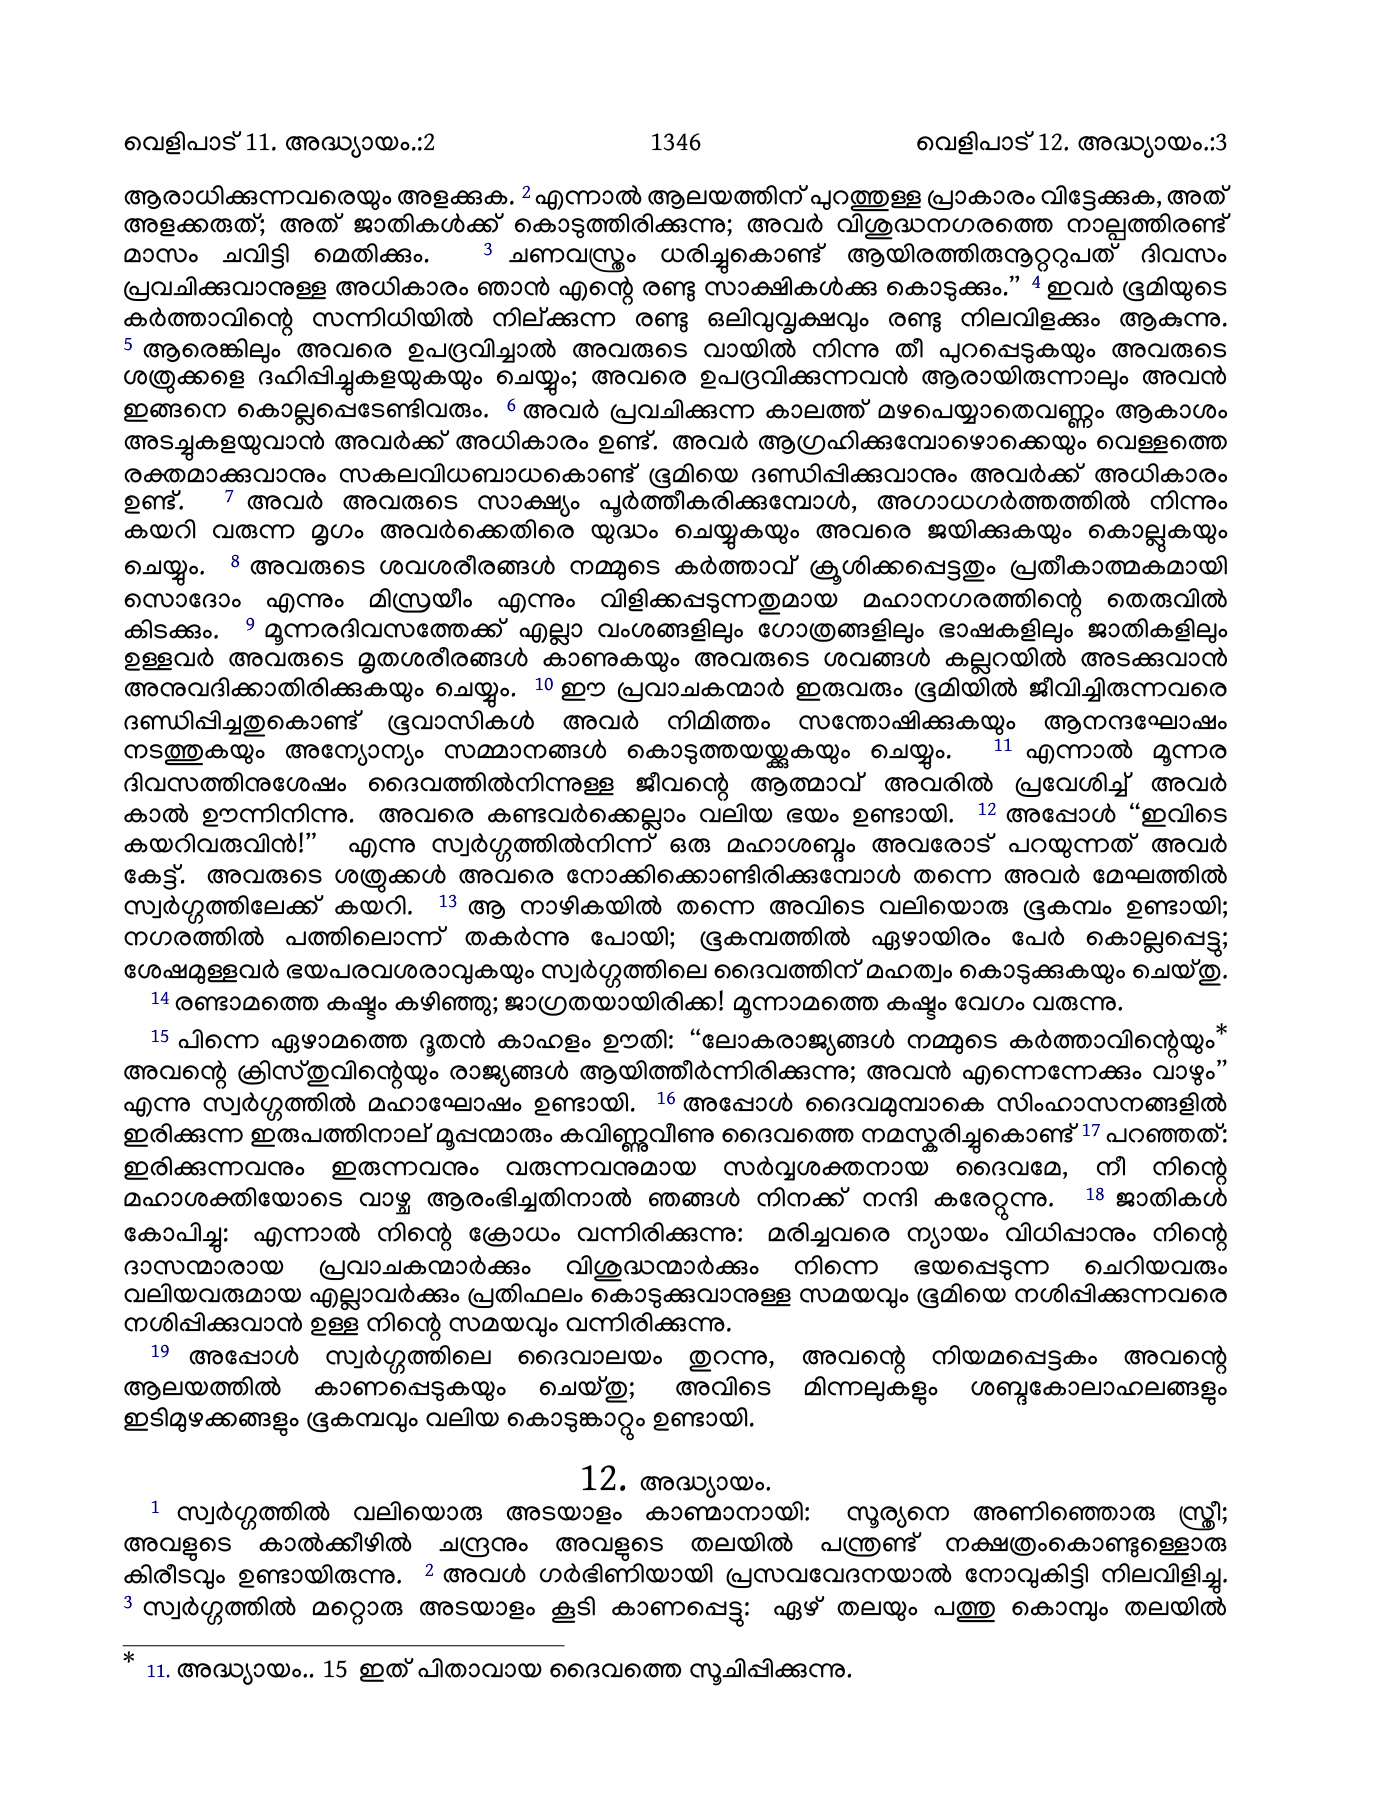 വെളിപാട് 11. അദ്ധ്യായം.:2 1346 വെളിപാട് 12. അദ്ധ്യായം.:3
ആരാധിക്കുന്നവരെയും അളക്കുക. 2 എന്നാൽ ആലയത്തിന് പുറത്തുള്ള പ്രാകാരം വിട്ടേക്കുക, അത്
അളക്കരുത്; അത് ജാതികൾക്ക് കൊടുത്തിരിക്കുന്നു; അവർ വിശുദ്ധനഗരത്തെ നാല്പത്തിരണ്ട്
മാസം ചവിട്ടി മെതിക്കും. 3 ചണവസ്ത്രം ധരിച്ചുകൊണ്ട് ആയിരത്തിരുനൂറ്ററുപത് ദിവസം
പ്രവചിക്കുവാനുള്ള അധികാരം ഞാൻ എന്റെ രണ്ടു സാക്ഷികൾക്കു കൊടുക്കും.” 4 ഇവർ ഭൂമിയുടെ
കർത്താവിന്റെ സന്നിധിയിൽ നില്ക്കുന്ന രണ്ടു ഒലിവുവൃക്ഷവും രണ്ടു നിലവിളക്കും ആകുന്നു.
5 ആരെങ്കിലും അവരെ ഉപദ്രവിച്ചാൽ അവരുടെ വായിൽ നിന്നു തീ പുറപ്പെടുകയും അവരുടെ
ശത്രുക്കളെ ദഹിപ്പിച്ചുകളയുകയും ചെയ്യും; അവരെ ഉപദ്രവിക്കുന്നവൻ ആരായിരുന്നാലും അവൻ
ഇങ്ങനെ കൊല്ലപ്പെടേണ്ടിവരും. 6 അവർ പ്രവചിക്കുന്ന കാലത്ത് മഴപെയ്യാതെവണ്ണം ആകാശം
അടച്ചുകളയുവാൻ അവർക്ക് അധികാരം ഉണ്ട്. അവർ ആഗ്രഹിക്കുമ്പോഴൊക്കെയും വെള്ളത്തെ
രക്തമാക്കുവാനും സകലവിധബാധകൊണ്ട് ഭൂമിയെ ദണ്ഡിപ്പിക്കുവാനും അവർക്ക് അധികാരം
ഉണ്ട്. 7 അവർ അവരുടെ സാക്ഷ്യം പൂർത്തീകരിക്കുമ്പോൾ, അഗാധഗർത്തത്തിൽ നിന്നും
കയറി വരുന്ന മൃഗം അവർക്കെതിരെ യുദ്ധം ചെയ്യുകയും അവരെ ജയിക്കുകയും കൊല്ലുകയും
ചെയ്യും. 8 അവരുടെ ശവശരീരങ്ങൾ നമ്മുടെ കർത്താവ് ക്രൂശിക്കപ്പെട്ടതും പ്രതീകാത്മകമായി
സൊദോം എന്നും മിസ്രയീം എന്നും വിളിക്കപ്പടുന്നതുമായ മഹാനഗരത്തിന്റെ തെരുവിൽ
കിടക്കും. 9 മൂന്നരദിവസത്തേക്ക് എല്ലാ വംശങ്ങളിലും ഗോത്രങ്ങളിലും ഭാഷകളിലും ജാതികളിലും
ഉള്ളവർ അവരുടെ മൃതശരീരങ്ങൾ കാണുകയും അവരുടെ ശവങ്ങൾ കല്ലറയിൽ അടക്കുവാൻ
അനുവദിക്കാതിരിക്കുകയും ചെയ്യും. 10 ഈ പ്രവാചകന്മാർ ഇരുവരും ഭൂമിയിൽ ജീവിച്ചിരുന്നവരെ
ദണ്ഡിപ്പിച്ചതുകൊണ്ട് ഭൂവാസികൾ അവർ നിമിത്തം സന്തോഷിക്കുകയും ആനന്ദഘോഷം
നടത്തുകയും അന്യോന്യം സമ്മാനങ്ങൾ കൊടുത്തയയ്ക്കുകയും ചെയ്യും. 11 എന്നാൽ മൂന്നര
ദിവസത്തിനുശേഷം ദൈവത്തിൽനിന്നുള്ള ജീവന്റെ ആത്മാവ് അവരിൽ പ്രവേശിച്ച് അവർ
കാൽ ഊന്നിനിന്നു. അവരെ കണ്ടവർക്കെല്ലാം വലിയ ഭയം ഉണ്ടായി. 12 അപ്പോൾ “ഇവിടെ
കയറിവരുവിൻ!” എന്നു സ്വർഗ്ഗത്തിൽനിന്ന് ഒരു മഹാശബ്ദം അവരോട് പറയുന്നത് അവർ
കേട്ട്. അവരുടെ ശത്രുക്കൾ അവരെ നോക്കിക്കൊണ്ടിരിക്കുമ്പോൾ തന്നെ അവർ മേഘത്തിൽ
സ്വർഗ്ഗത്തിലേക്ക് കയറി. 13 ആ നാഴികയിൽ തന്നെ അവിടെ വലിയൊരു ഭൂകമ്പം ഉണ്ടായി;
നഗരത്തിൽ പത്തിലൊന്ന് തകർന്നു പോയി; ഭൂകമ്പത്തിൽ ഏഴായിരം പേർ കൊല്ലപ്പെട്ടു;
ശേഷമുള്ളവർ ഭയപരവശരാവുകയും സ്വർഗ്ഗത്തിലെ ദൈവത്തിന് മഹത്വം കൊടുക്കുകയും ചെയ്തു.
14 രണ്ടാമത്തെ കഷ്ടം കഴിഞ്ഞു; ജാഗ്രതയായിരിക്ക! മൂന്നാമത്തെ കഷ്ടം വേഗം വരുന്നു.
15 പിന്നെ ഏഴാമത്തെ ദൂതൻ കാഹളം ഊതി: “ലോകരാജ്യങ്ങൾ നമ്മുടെ കർത്താവിന്റെയും*
അവന്റെ ക്രിസ്തുവിന്റെയും രാജ്യങ്ങൾ ആയിത്തീർന്നിരിക്കുന്നു; അവൻ എന്നെന്നേക്കും വാഴും”
എന്നു സ്വർഗ്ഗത്തിൽ മഹാഘോഷം ഉണ്ടായി. 16 അപ്പോൾ ദൈവമുമ്പാകെ സിംഹാസനങ്ങളിൽ
ഇരിക്കുന്ന ഇരുപത്തിനാല് മൂപ്പന്മാരും കവിണ്ണുവീണു ദൈവത്തെ നമസ്കരിച്ചുകൊണ്ട് 17 പറഞ്ഞത്:
ഇരിക്കുന്നവനും ഇരുന്നവനും വരുന്നവനുമായ സർവ്വശക്തനായ ദൈവമേ, നീ നിന്റെ
മഹാശക്തിയോടെ വാഴ്ച ആരംഭിച്ചതിനാൽ ഞങ്ങൾ നിനക്ക് നന്ദി കരേറ്റുന്നു. 18 ജാതികൾ
കോപിച്ചു: എന്നാൽ നിന്റെ ക്രോധം വന്നിരിക്കുന്നു: മരിച്ചവരെ ന്യായം വിധിപ്പാനും നിന്റെ
ദാസന്മാരായ പ്രവാചകന്മാർക്കും വിശുദ്ധന്മാർക്കും നിന്നെ ഭയപ്പെടുന്ന ചെറിയവരും
വലിയവരുമായ എല്ലാവർക്കും പ്രതിഫലം കൊടുക്കുവാനുള്ള സമയവും ഭൂമിയെ നശിപ്പിക്കുന്നവരെ
നശിപ്പിക്കുവാൻ ഉള്ള നിന്റെ സമയവും വന്നിരിക്കുന്നു.
19 അപ്പോൾ സ്വർഗ്ഗത്തിലെ ദൈവാലയം തുറന്നു, അവന്റെ നിയമപ്പെട്ടകം അവന്റെ
ആലയത്തിൽ കാണപ്പെടുകയും ചെയ്തു; അവിടെ മിന്നലുകളും ശബ്ദകോലാഹലങ്ങളും
ഇടിമുഴക്കങ്ങളും ഭൂകമ്പവും വലിയ കൊടുങ്കാറ്റും ഉണ്ടായി.
12. അദ്ധ്യായം.
1 സ്വർഗ്ഗത്തിൽ വലിയൊരു അടയാളം കാണ്മാനായി: സൂര്യനെ അണിഞ്ഞൊരു സ്ത്രീ;
അവളുടെ കാൽക്കീഴിൽ ചന്ദ്രനും അവളുടെ തലയിൽ പന്ത്രണ്ട് നക്ഷത്രംകൊണ്ടുള്ളൊരു
കിരീടവും ഉണ്ടായിരുന്നു. 2 അവൾ ഗർഭിണിയായി പ്രസവവേദനയാൽ നോവുകിട്ടി നിലവിളിച്ചു.
3 സ്വർഗ്ഗത്തിൽ മറ്റൊരു അടയാളം കൂടി കാണപ്പെട്ടു: ഏഴ് തലയും പത്തു കൊമ്പും തലയിൽ
* 11. അദ്ധ്യായം.. 15 ഇത് പിതാവായ ദൈവത്തെ സൂചിപ്പിക്കുന്നു.